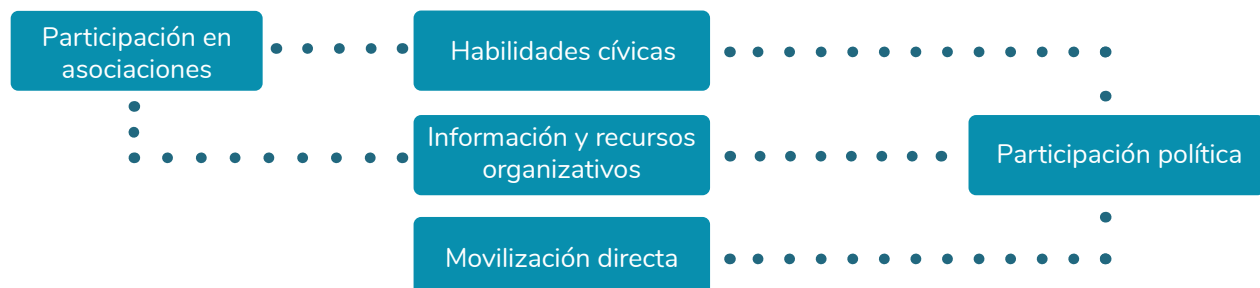 Participación en
asociaciones
Habilidades cívicas
Información y recursos
organizativos
Participación política
Movilización directa